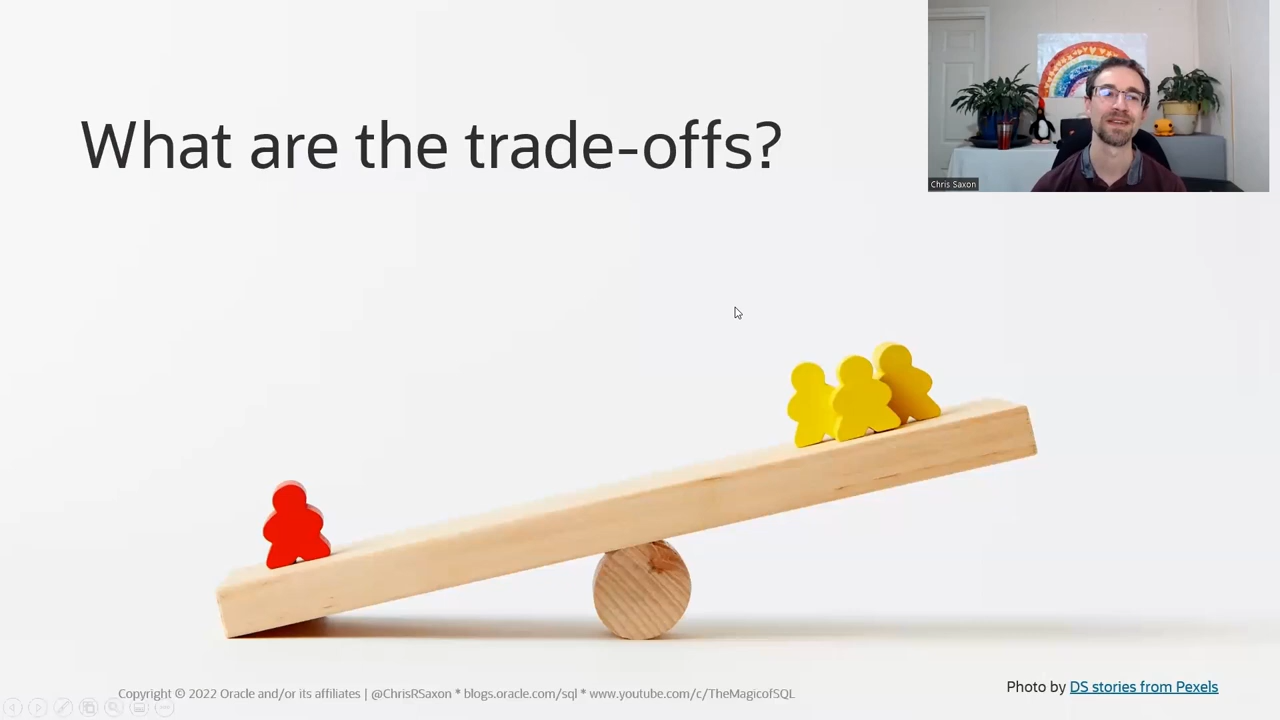 What are the trade-offs?
Chris Saxon
Copyright © 2022 Oracle and/or its affiliates | @ChrisRSaxon * blogs.oracle.com/sql * www.youtube.com/c/TheMagicofSQL
Photo by DS stories from Pexels